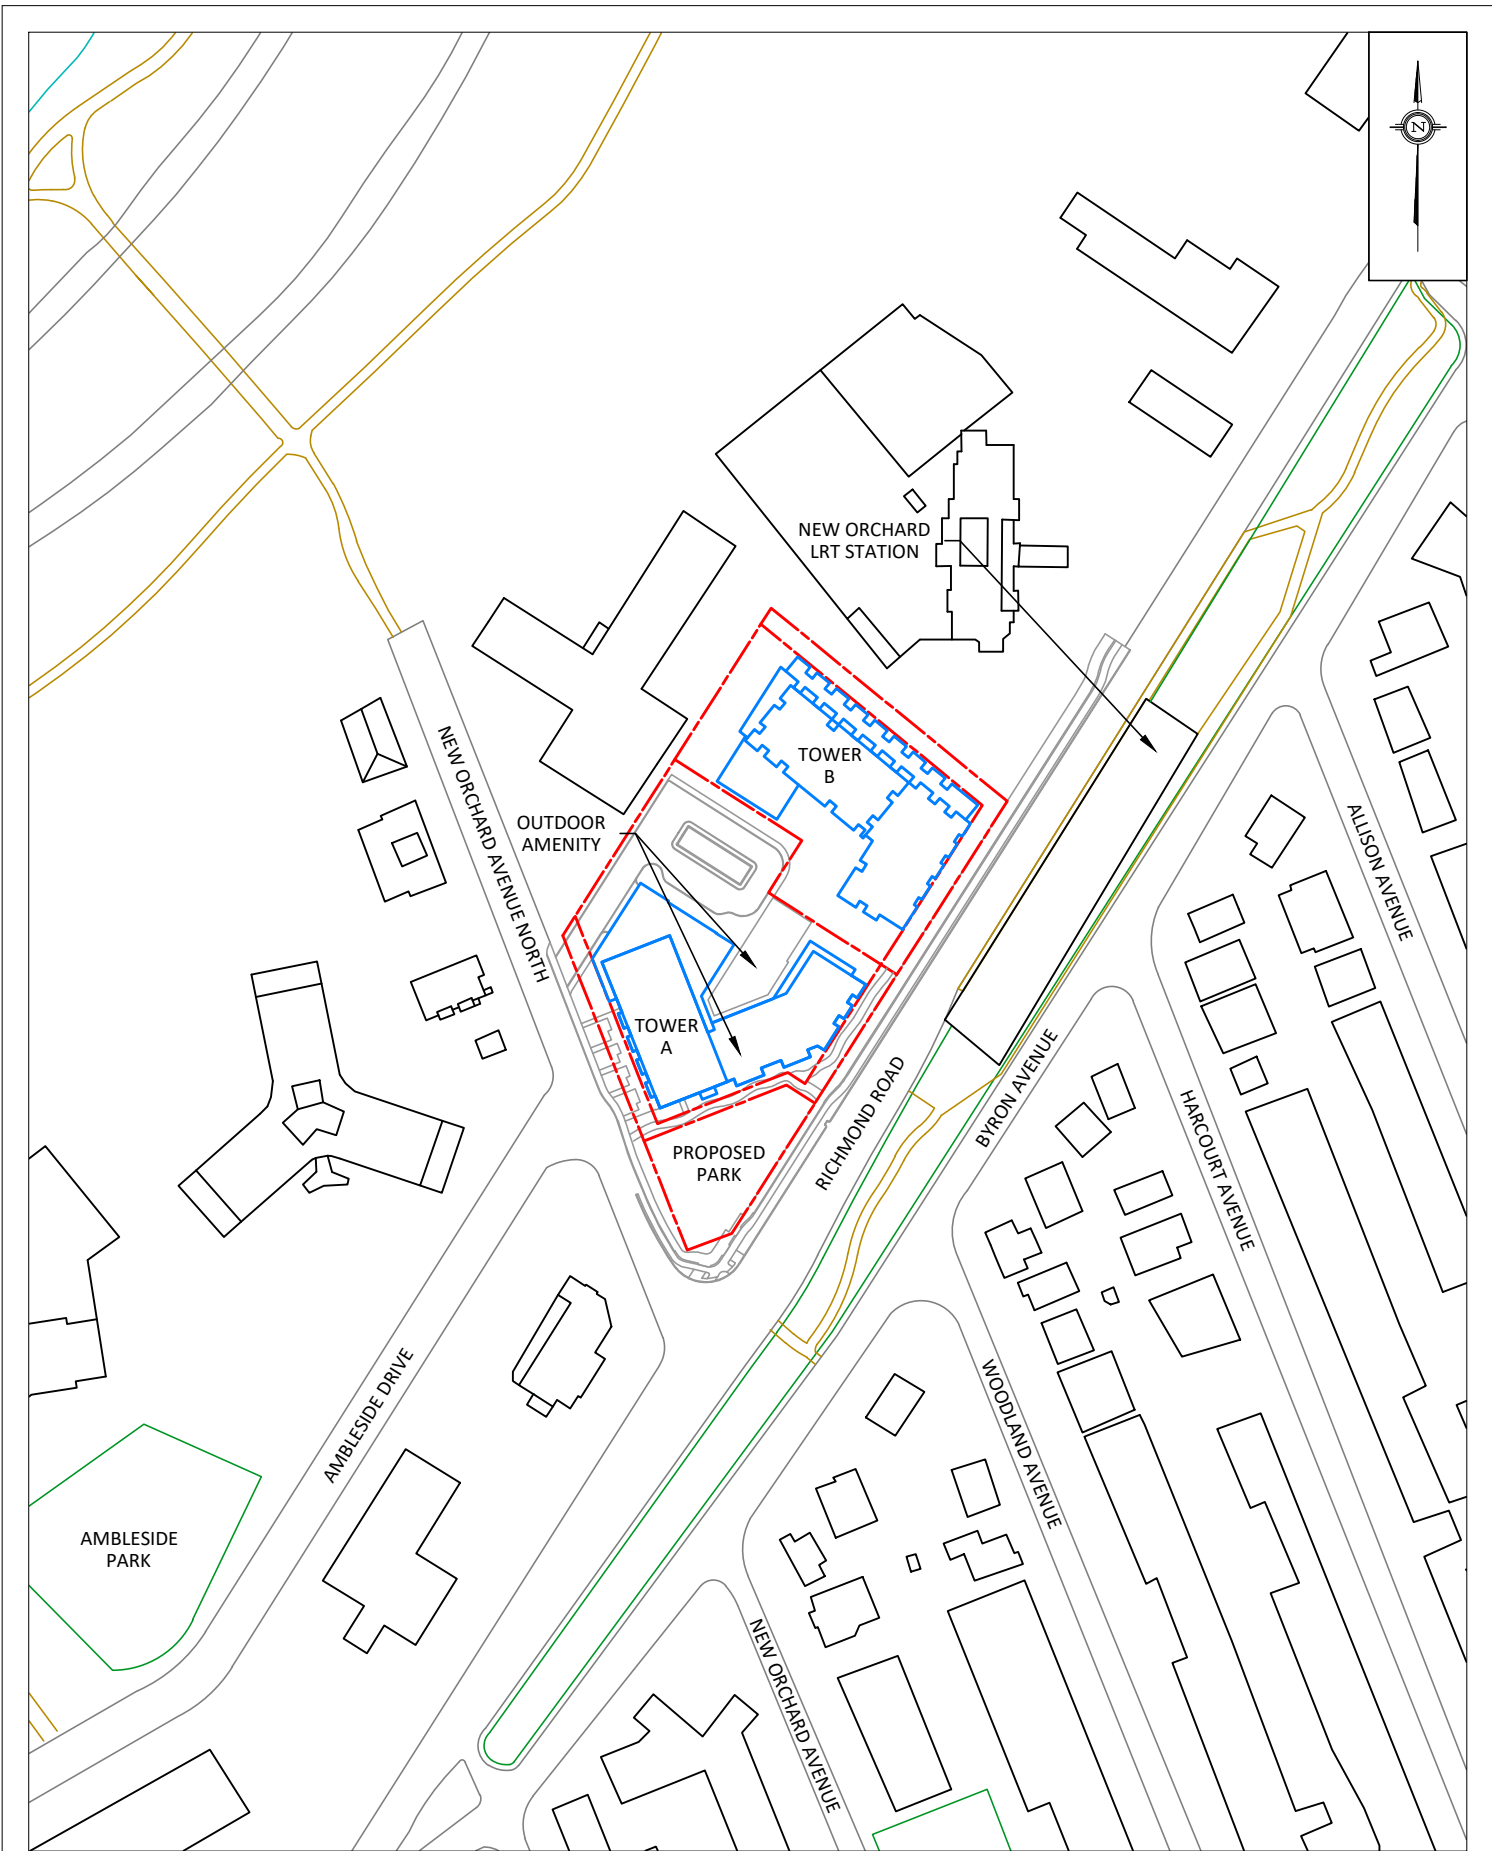 N
NEW ORCHARD
LRT STATION
TOWER
B
NEW ORCHARD AVENUE NORTH
OUTDOOR
AMENITY
ALLISON AVENUE
TOWER
A
RICHMOND ROAD
BYRON AVENUE
PROPOSED
PARK
HARCOURT AVENUE
AMBLESIDE DRIVE
WOODLAND AVENUE
AMBLESIDE
PARK
NEW ORCHARD AVENUE